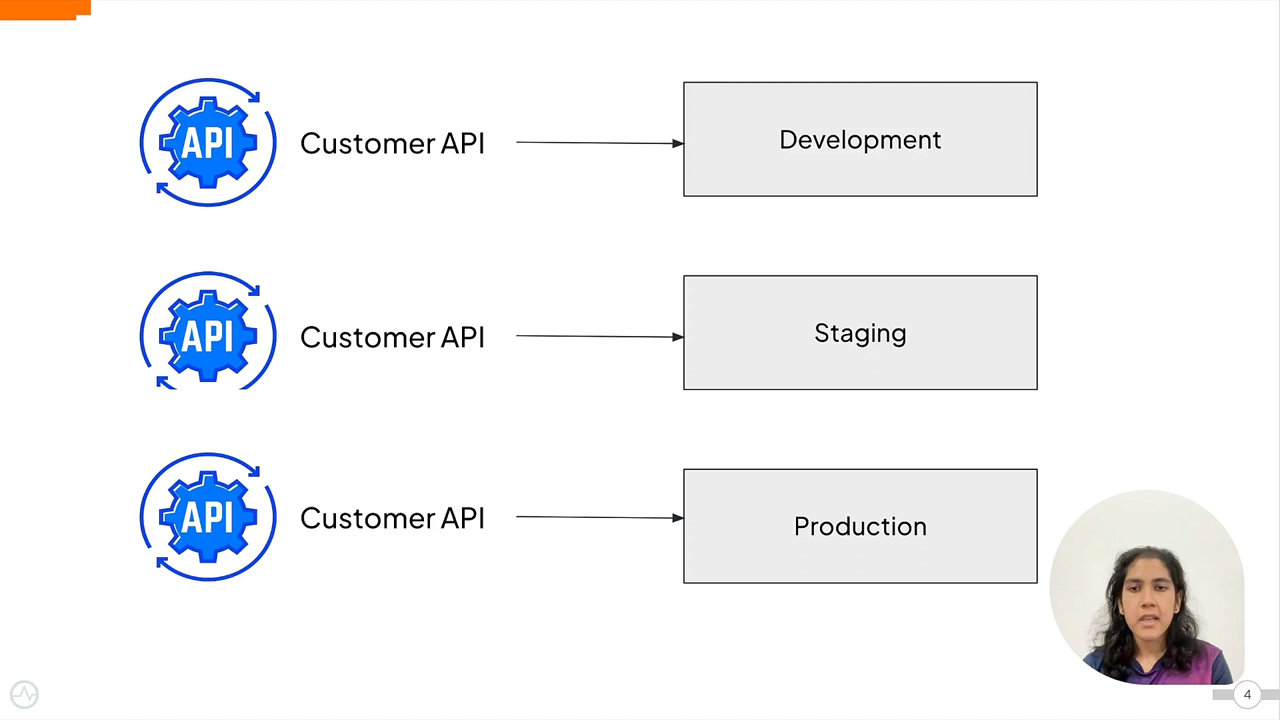 API
Customer API
Development
API
Customer API
Staging
API
Customer API
Production
4